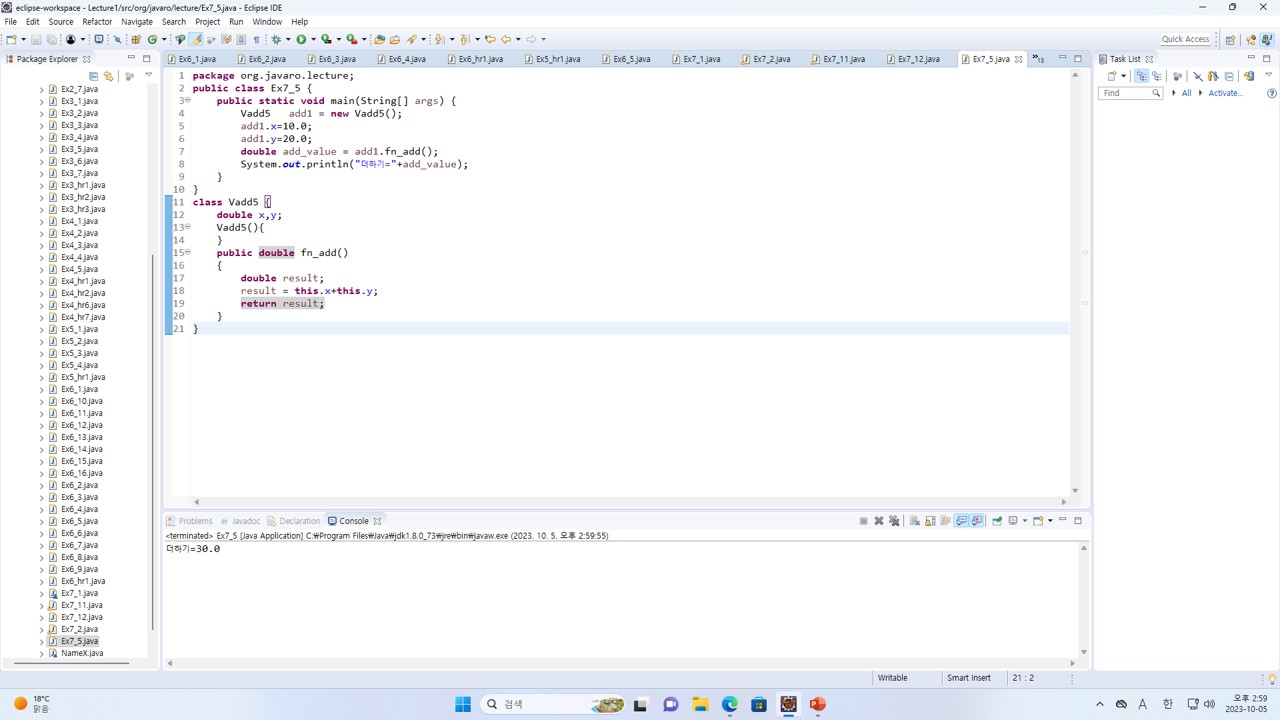 eclipse-workspace - Lecture1/src/org/javaro/lecture/Ex7_5.java - Eclipse IDE
File Edit Source Refactor Navigate Search Project Run Window Help
Quick Access
Package Explorer
Ex6_1.java Ex6_2.java Ex6_3.java Ex6_4.java Ex6_hr1.java Ex5_hr1.java Ex6_5.java Ex7_1.java Ex7_2.java Ex7_11.java Ex7_12.java Ex7_5.java »13
Task List
Find All Activate...
Ex2_7.java
Ex3_1.java
Ex3_2.java
Ex3_3.java
Ex3_4.java
Ex3_5.java
Ex3_6.java
Ex3_7.java
Ex3_hr1.java
Ex3_hr2.java
Ex3_hr3.java
Ex4_1.java
Ex4_2.java
Ex4_3.java
Ex4_4.java
Ex4_5.java
Ex4_hr1.java
Ex4_hr2.java
Ex4_hr6.java
Ex4_hr7.java
Ex5_1.java
Ex5_2.java
Ex5_3.java
Ex5_4.java
Ex5_hr1.java
Ex6_1.java
Ex6_10.java
Ex6_11.java
Ex6_12.java
Ex6_13.java
Ex6_14.java
Ex6_15.java
Ex6_16.java
Ex6_2.java
Ex6_3.java
Ex6_4.java
Ex6_5.java
Ex6_6.java
Ex6_7.java
Ex6_8.java
Ex6_9.java
Ex6_hr1.java
Ex7_1.java
Ex7_11.java
Ex7_12.java
Ex7_2.java
Ex7_5.java
NameX.java
1 package org.javaro.lecture;
2 public class Ex7_5 {
3 public static void main(String[] args) {
4 Vadd5 add1 = new Vadd5();
5 add1.x=10.0;
6 add1.y=20.0;
7 double add_value = add1.fn_add();
8 System.out.println("더하기="+add_value);
9 }
10 }
11 class Vadd5 {
12 double x,y;
13 Vadd5(){
14 }
15 public double fn_add()
16 {
17 double result;
18 result = this.x+this.y;
19 return result;
20 }
21 }
Problems Javadoc Declaration Console
<terminated> Ex7_5 [Java Application] C:₩Program Files₩Java₩jdk1.8.0_73₩jre₩bin₩javaw.exe (2023. 10. 5. 오후 2:59:55)
더하기=30.0
Writable Smart Insert 21 : 2
18°C
맑음
검색
A 한
오후 2:59
2023-10-05